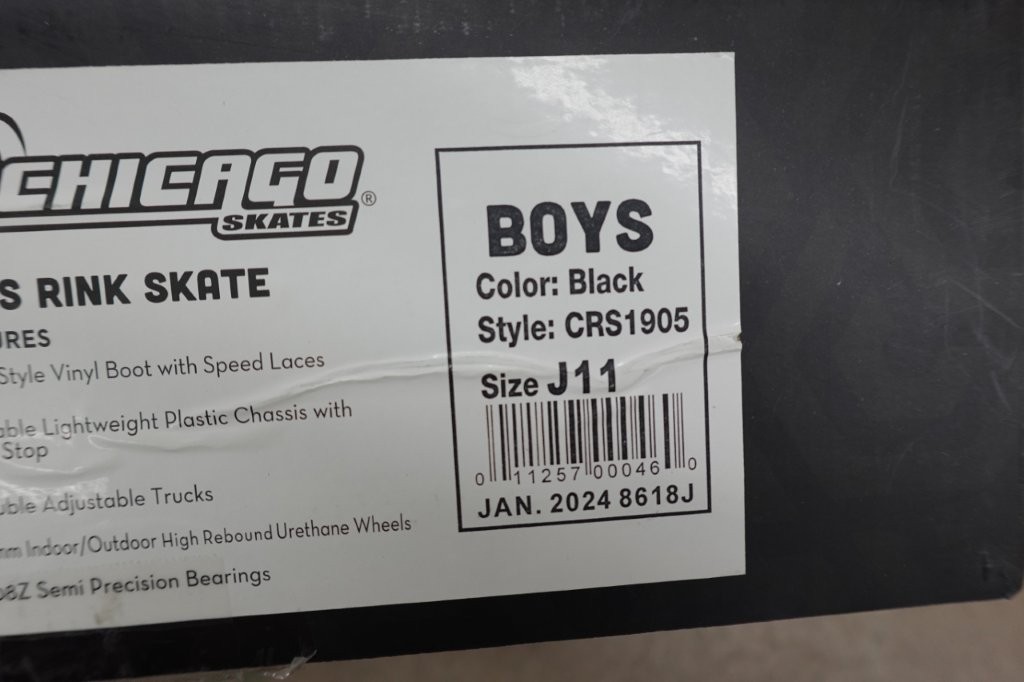 CHICAGO
SKATES®
S RINK SKATE
URES
Style Vinyl Boot with Speed Laces
able Lightweight Plastic Chassis with
Stop
uble Adjustable Trucks
mm Indoor/Outdoor High Rebound Urethane Wheels
08Z Semi Precision Bearings
BOYS
Color: Black
Style: CRS1905
Size J11
0 11257 00046 0
JAN. 2024 8618J